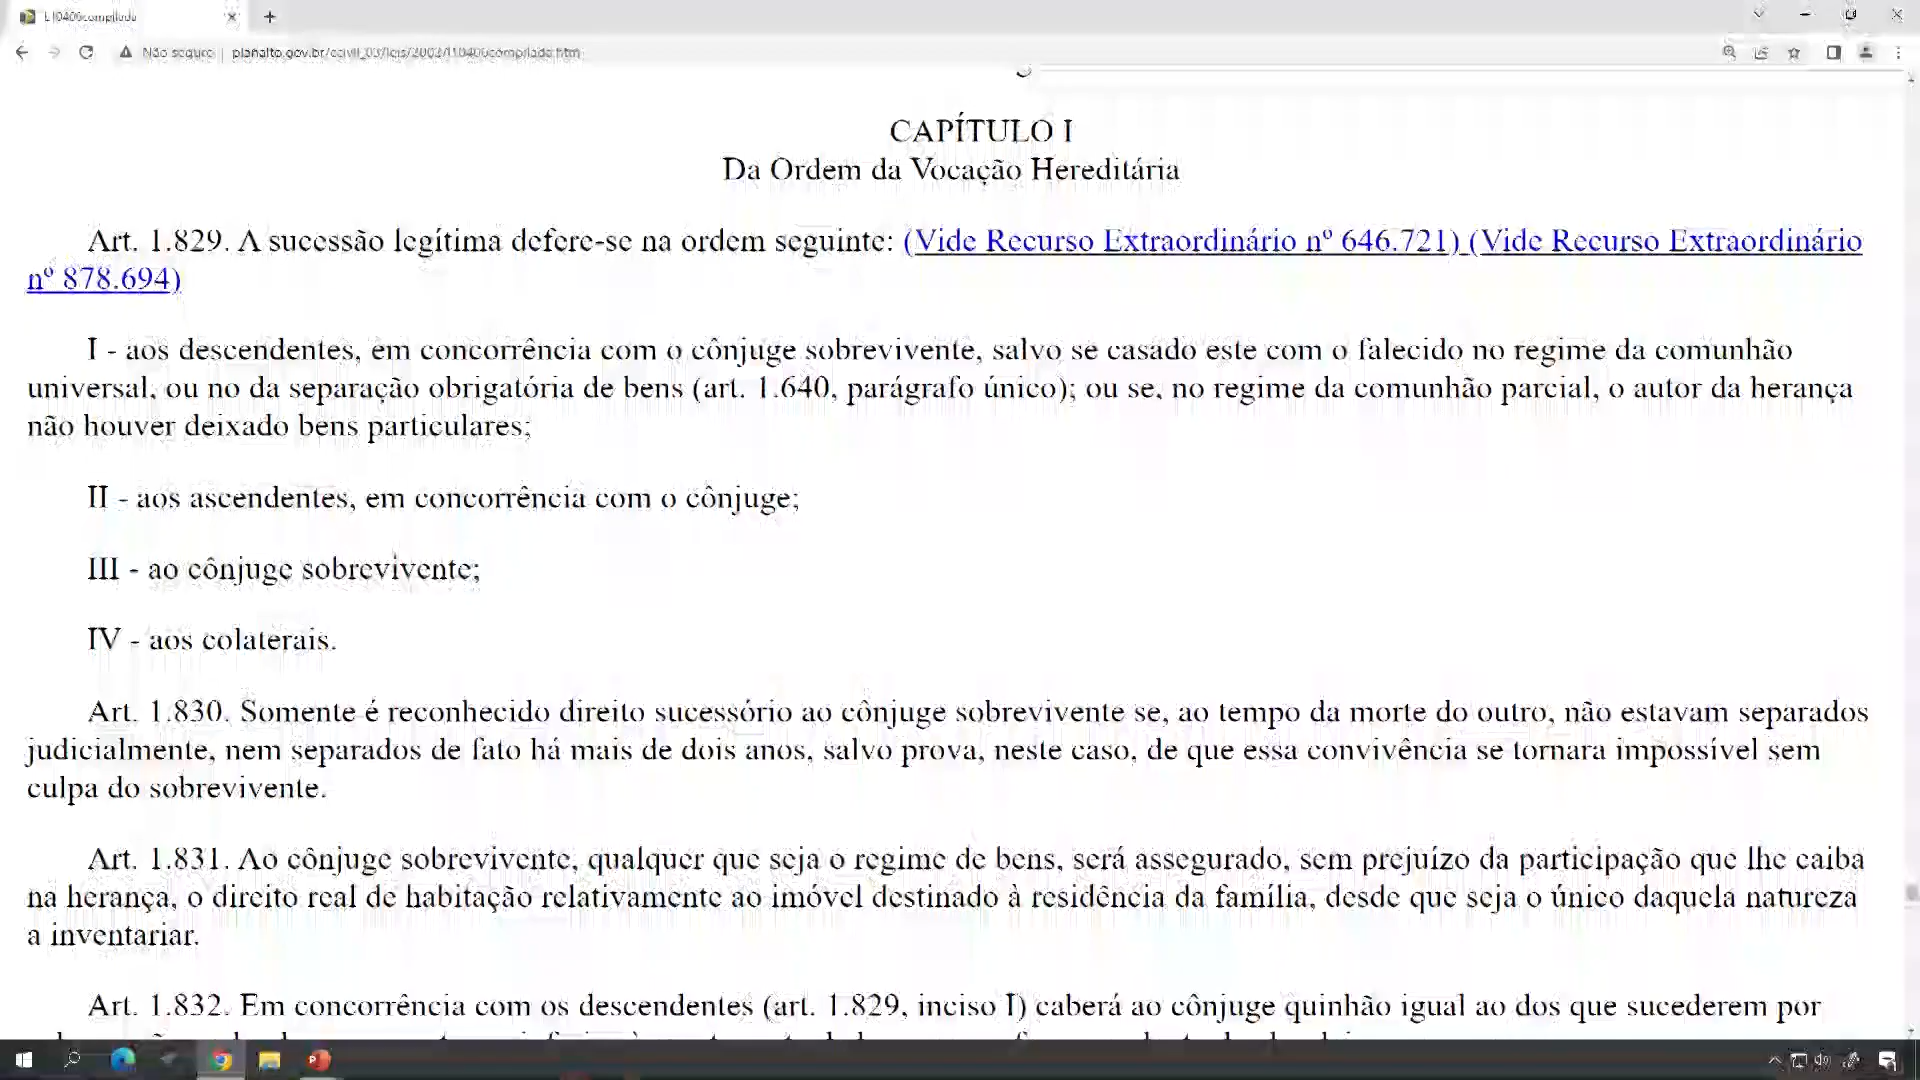 L10406compilada
Não seguro | planalto.gov.br/ccivil_03/leis/2002/l10406compilada.htm
CAPÍTULO I
Da Ordem da Vocação Hereditária
Art. 1.829. A sucessão legítima defere-se na ordem seguinte: (Vide Recurso Extraordinário nº 646.721) (Vide Recurso Extraordinário
nº 878.694)
I - aos descendentes, em concorrência com o cônjuge sobrevivente, salvo se casado este com o falecido no regime da comunhão
universal, ou no da separação obrigatória de bens (art. 1.640, parágrafo único); ou se, no regime da comunhão parcial, o autor da herança
não houver deixado bens particulares;
II - aos ascendentes, em concorrência com o cônjuge;
III - ao cônjuge sobrevivente;
IV - aos colaterais.
Art. 1.830. Somente é reconhecido direito sucessório ao cônjuge sobrevivente se, ao tempo da morte do outro, não estavam separados
judicialmente, nem separados de fato há mais de dois anos, salvo prova, neste caso, de que essa convivência se tornara impossível sem
culpa do sobrevivente.
Art. 1.831. Ao cônjuge sobrevivente, qualquer que seja o regime de bens, será assegurado, sem prejuízo da participação que lhe caiba
na herança, o direito real de habitação relativamente ao imóvel destinado à residência da família, desde que seja o único daquela natureza
a inventariar.
Art. 1.832. Em concorrência com os descendentes (art. 1.829, inciso I) caberá ao cônjuge quinhão igual ao dos que sucederem por